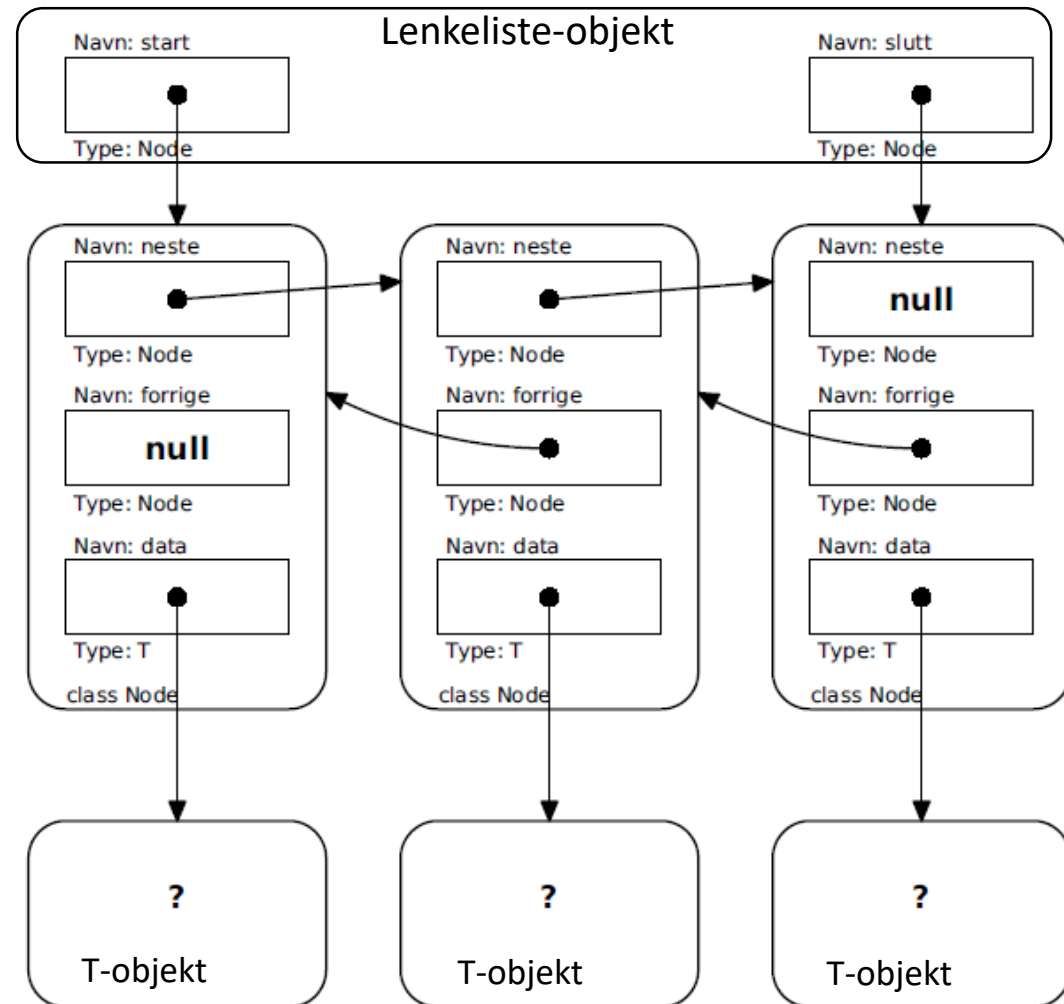 Lenkeliste-objekt
Navn: start
Navn: slutt
Type: Node
Type: Node
Navn: neste
Navn: neste
Navn: neste
null
Type: Node
Type: Node
Type: Node
Navn: forrige
Navn: forrige
Navn: forrige
null
Type: Node
Type: Node
Type: Node
Navn: data
Navn: data
Navn: data
Type: T
Type: T
Type: T
class Node
class Node
class Node
?
?
?
T-objekt
T-objekt
T-objekt